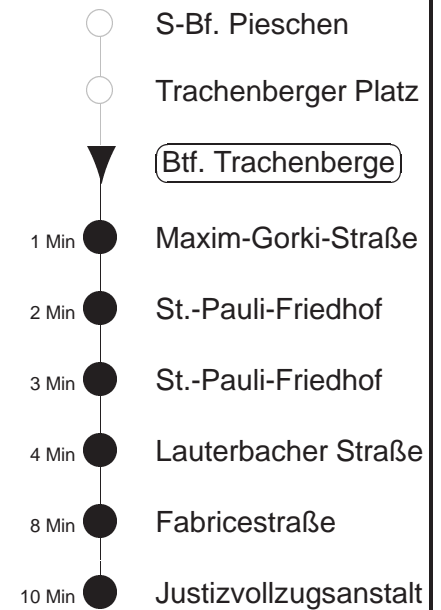 S-Bf. Pieschen
Trachenberger Platz
Btf. Trachenberge
1 Min Maxim-Gorki-Straße
2 Min St.-Pauli-Friedhof
3 Min St.-Pauli-Friedhof
4 Min Lauterbacher Straße
8 Min Fabricestraße
10 Min Justizvollzugsanstalt